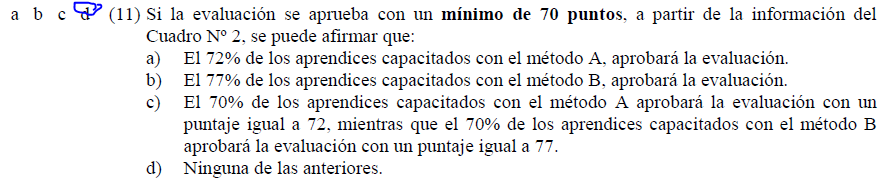 a b c d (11) Si la evaluación se aprueba con un mínimo de 70 puntos, a partir de la información del
Cuadro Nº 2, se puede afirmar que:
a) El 72% de los aprendices capacitados con el método A, aprobará la evaluación.
b) El 77% de los aprendices capacitados con el método B, aprobará la evaluación.
c) El 70% de los aprendices capacitados con el método A aprobará la evaluación con un
puntaje igual a 72, mientras que el 70% de los aprendices capacitados con el método B
aprobará la evaluación con un puntaje igual a 77.
d) Ninguna de las anteriores.